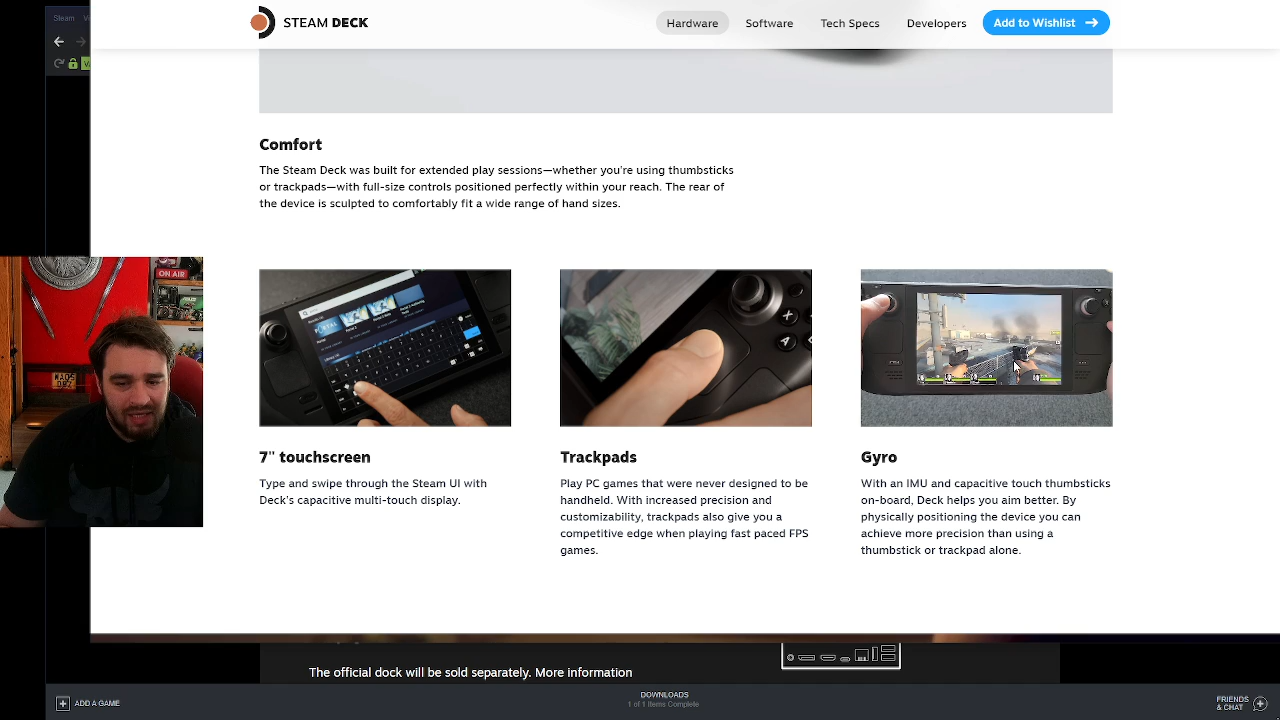 Steam
STEAM DECK
Hardware
Software
Tech Specs
Developers
Add to Wishlist
Comfort
The Steam Deck was built for extended play sessions—whether you're using thumbsticks
or trackpads—with full-size controls positioned perfectly within your reach. The rear of
the device is sculpted to comfortably fit a wide range of hand sizes.
ON AIR
X
A
7" touchscreen
Type and swipe through the Steam UI with
Deck's capacitive multi-touch display.
Trackpads
Play PC games that were never designed to be
handheld. With increased precision and
customizability, trackpads also give you a
competitive edge when playing fast paced FPS
games.
Gyro
With an IMU and capacitive touch thumbsticks
on-board, Deck helps you aim better. By
physically positioning the device you can
achieve more precision than using a
thumbstick or trackpad alone.
The official dock will be sold separately. More information
ADD A GAME
DOWNLOADS
1 of 1 Items Complete
FRIENDS
& CHAT